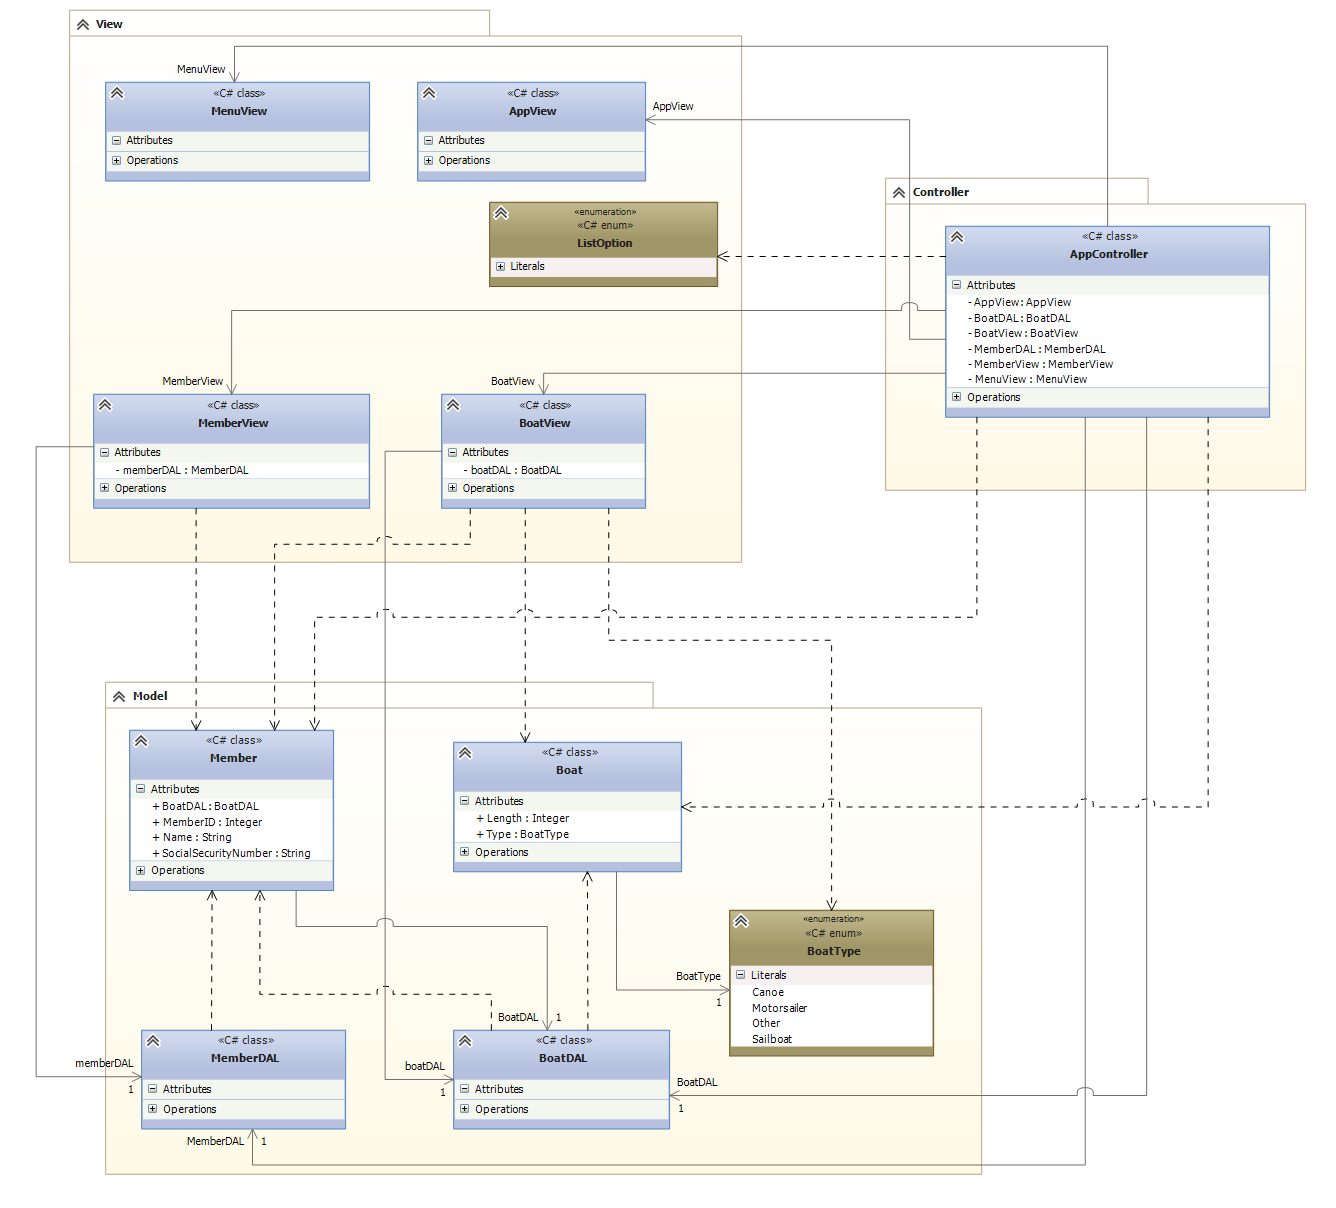 View
MenuView
«C# class»
MenuView
Attributes
Operations
«C# class»
AppView
Attributes
Operations
AppView
«enumeration»
«C# enum»
ListOption
Literals
Controller
«C# class»
AppController
Attributes
- AppView : AppView
- BoatDAL : BoatDAL
- BoatView : BoatView
- MemberDAL : MemberDAL
- MemberView : MemberView
- MenuView : MenuView
Operations
MemberView
«C# class»
MemberView
Attributes
- memberDAL : MemberDAL
Operations
BoatView
«C# class»
BoatView
Attributes
- boatDAL : BoatDAL
Operations
Model
«C# class»
Member
Attributes
+ BoatDAL : BoatDAL
+ MemberID : Integer
+ Name : String
+ SocialSecurityNumber : String
Operations
«C# class»
Boat
Attributes
+ Length : Integer
+ Type : BoatType
Operations
«enumeration»
«C# enum»
BoatType
Literals
Canoe
Motorsailer
Other
Sailboat
BoatType
1
BoatDAL 1
memberDAL
1
«C# class»
MemberDAL
Attributes
Operations
MemberDAL 1
boatDAL
1
«C# class»
BoatDAL
Attributes
Operations
BoatDAL
1